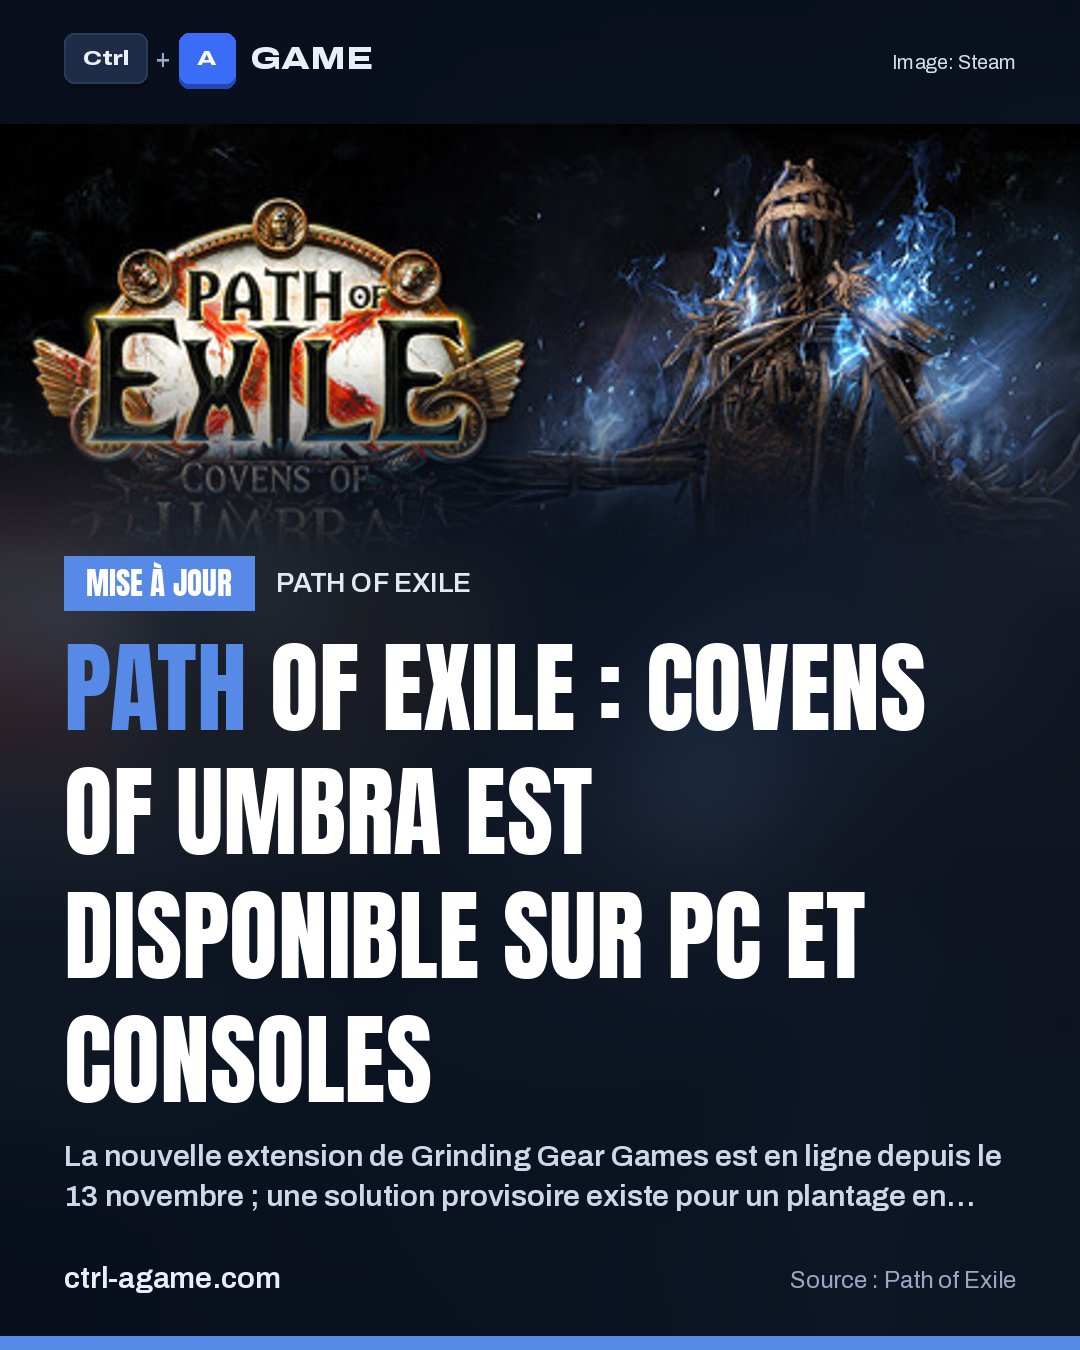 Ctrl + A GAME
Image: Steam
PATH OF
EXILE
COVENS OF
UMBRA
MISE À JOUR PATH OF EXILE
PATH OF EXILE : COVENS
OF UMBRA EST
DISPONIBLE SUR PC ET
CONSOLES
La nouvelle extension de Grinding Gear Games est en ligne depuis le
13 novembre ; une solution provisoire existe pour un plantage en...
ctrl-agame.com
Source : Path of Exile